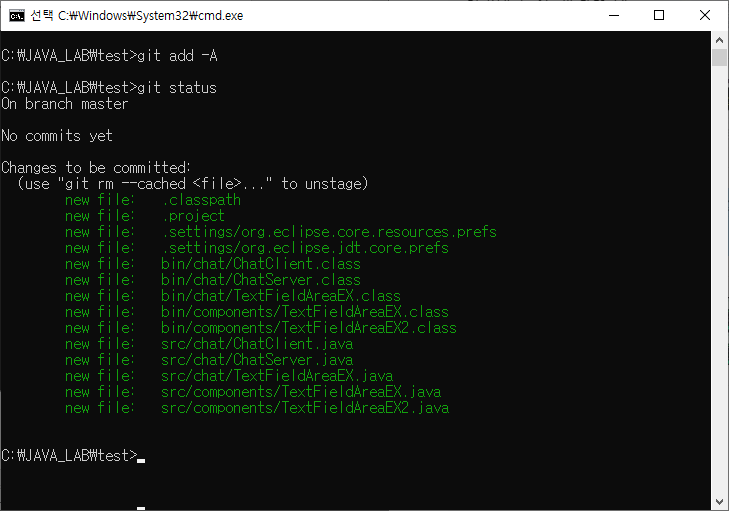 선택 C:₩Windows₩System32₩cmd.exe
C:₩JAVA_LAB₩test>git add -A
C:₩JAVA_LAB₩test>git status
On branch master
No commits yet
Changes to be committed:
(use "git rm --cached <file>..." to unstage)
new file: .classpath
new file: .project
new file: .settings/org.eclipse.core.resources.prefs
new file: .settings/org.eclipse.jdt.core.prefs
new file: bin/chat/ChatClient.class
new file: bin/chat/ChatServer.class
new file: bin/chat/TextFieldAreaEX.class
new file: bin/components/TextFieldAreaEX.class
new file: bin/components/TextFieldAreaEX2.class
new file: src/chat/ChatClient.java
new file: src/chat/ChatServer.java
new file: src/chat/TextFieldAreaEX.java
new file: src/components/TextFieldAreaEX.java
new file: src/components/TextFieldAreaEX2.java
C:₩JAVA_LAB₩test>